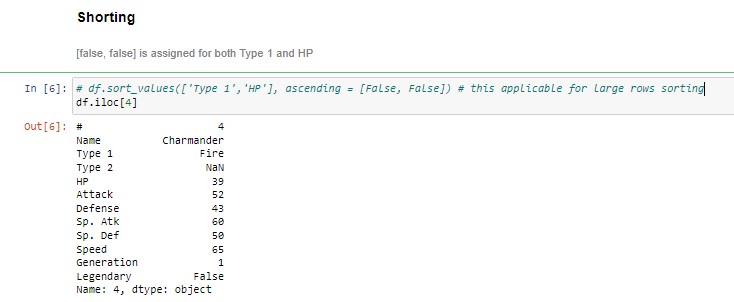 Shorting
[false, false] is assigned for both Type 1 and HP
In [6]: # df.sort_values(['Type 1','HP'], ascending = [False, False]) # this applicable for large rows sorting
df.iloc[4]
Out[6]: # 4
Name Charmander
Type 1 Fire
Type 2 NaN
HP 39
Attack 52
Defense 43
Sp. Atk 60
Sp. Def 50
Speed 65
Generation 1
Legendary False
Name: 4, dtype: object